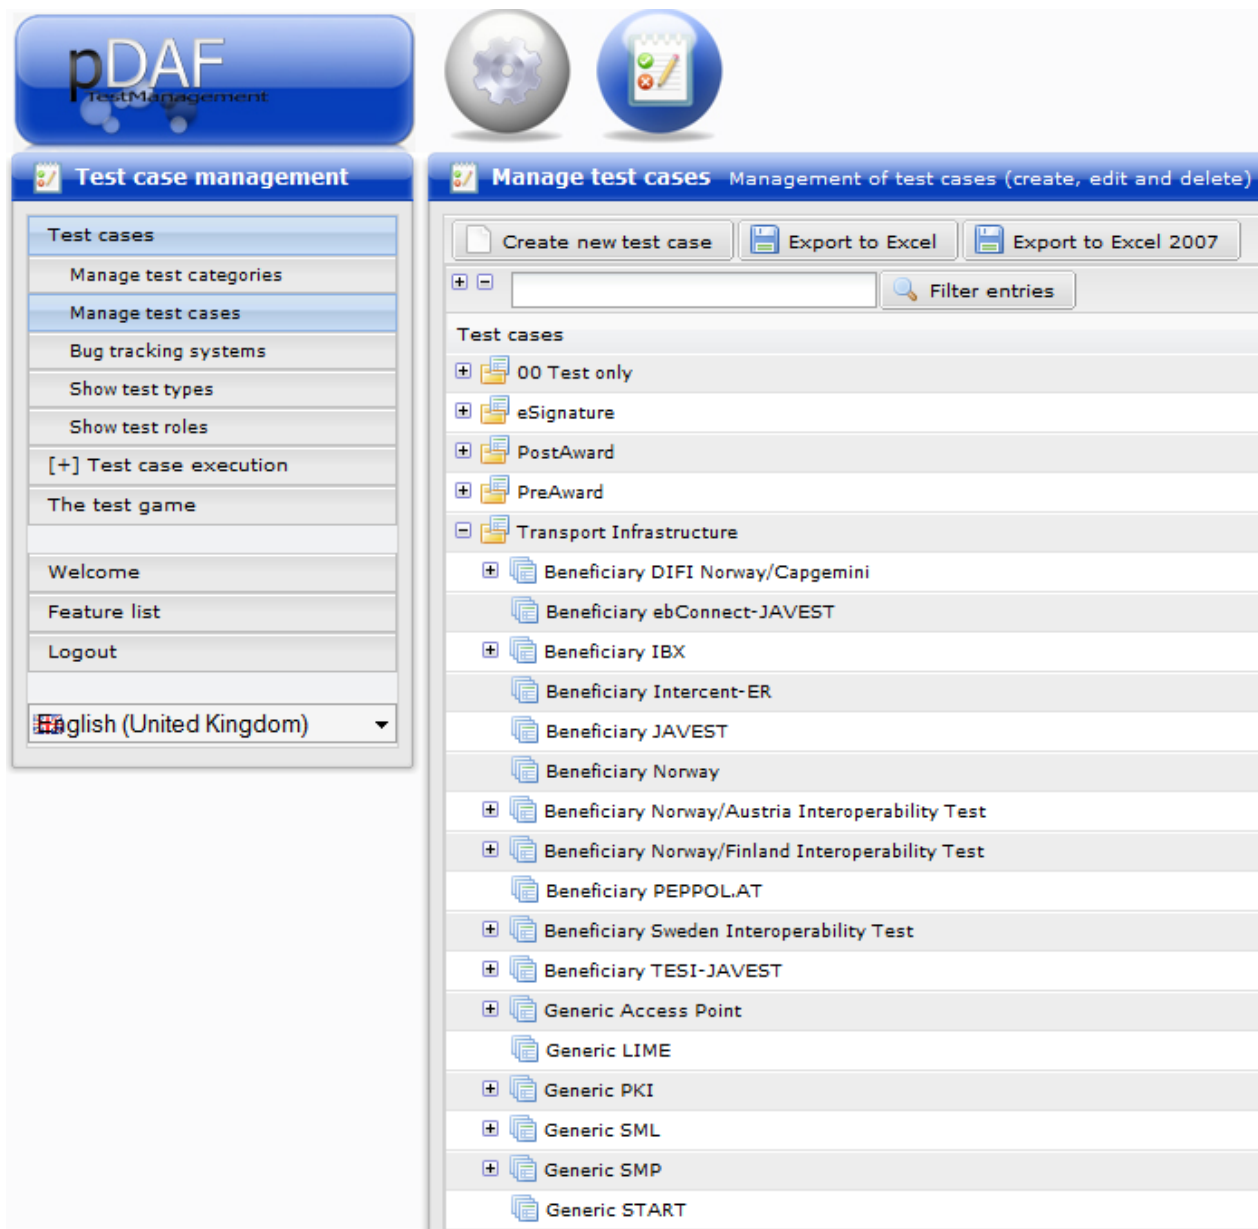 pDAF
TestManagement
Test case management
Test cases
Manage test categories
Manage test cases
Bug tracking systems
Show test types
Show test roles
[+] Test case execution
The test game
Welcome
Feature list
Logout
English (United Kingdom)
Manage test cases Management of test cases (create, edit and delete)
Create new test case Export to Excel Export to Excel 2007
Filter entries
Test cases
00 Test only
eSignature
PostAward
PreAward
Transport Infrastructure
Beneficiary DIFI Norway/Capgemini
Beneficiary ebConnect-JAVEST
Beneficiary IBX
Beneficiary Intercent-ER
Beneficiary JAVEST
Beneficiary Norway
Beneficiary Norway/Austria Interoperability Test
Beneficiary Norway/Finland Interoperability Test
Beneficiary PEPPOL.AT
Beneficiary Sweden Interoperability Test
Beneficiary TESI-JAVEST
Generic Access Point
Generic LIME
Generic PKI
Generic SML
Generic SMP
Generic START